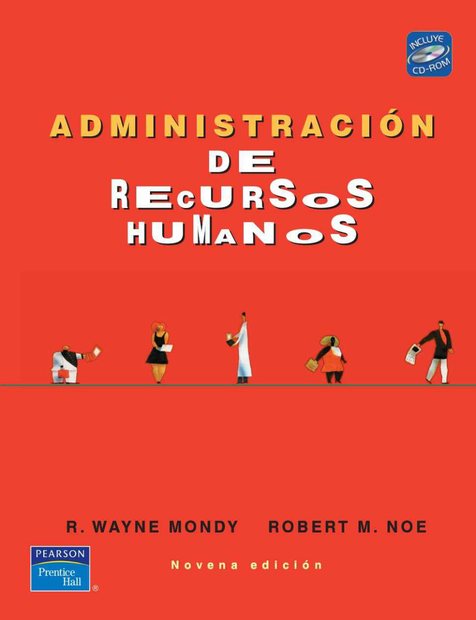 INCLUYE
CD-ROM
ADMINISTRACIÓN
DE
RECURSOS
HUMANOS
R. WAYNE MONDY ROBERT M. NOE
PEARSON
Prentice
Hall
®
Novena edición